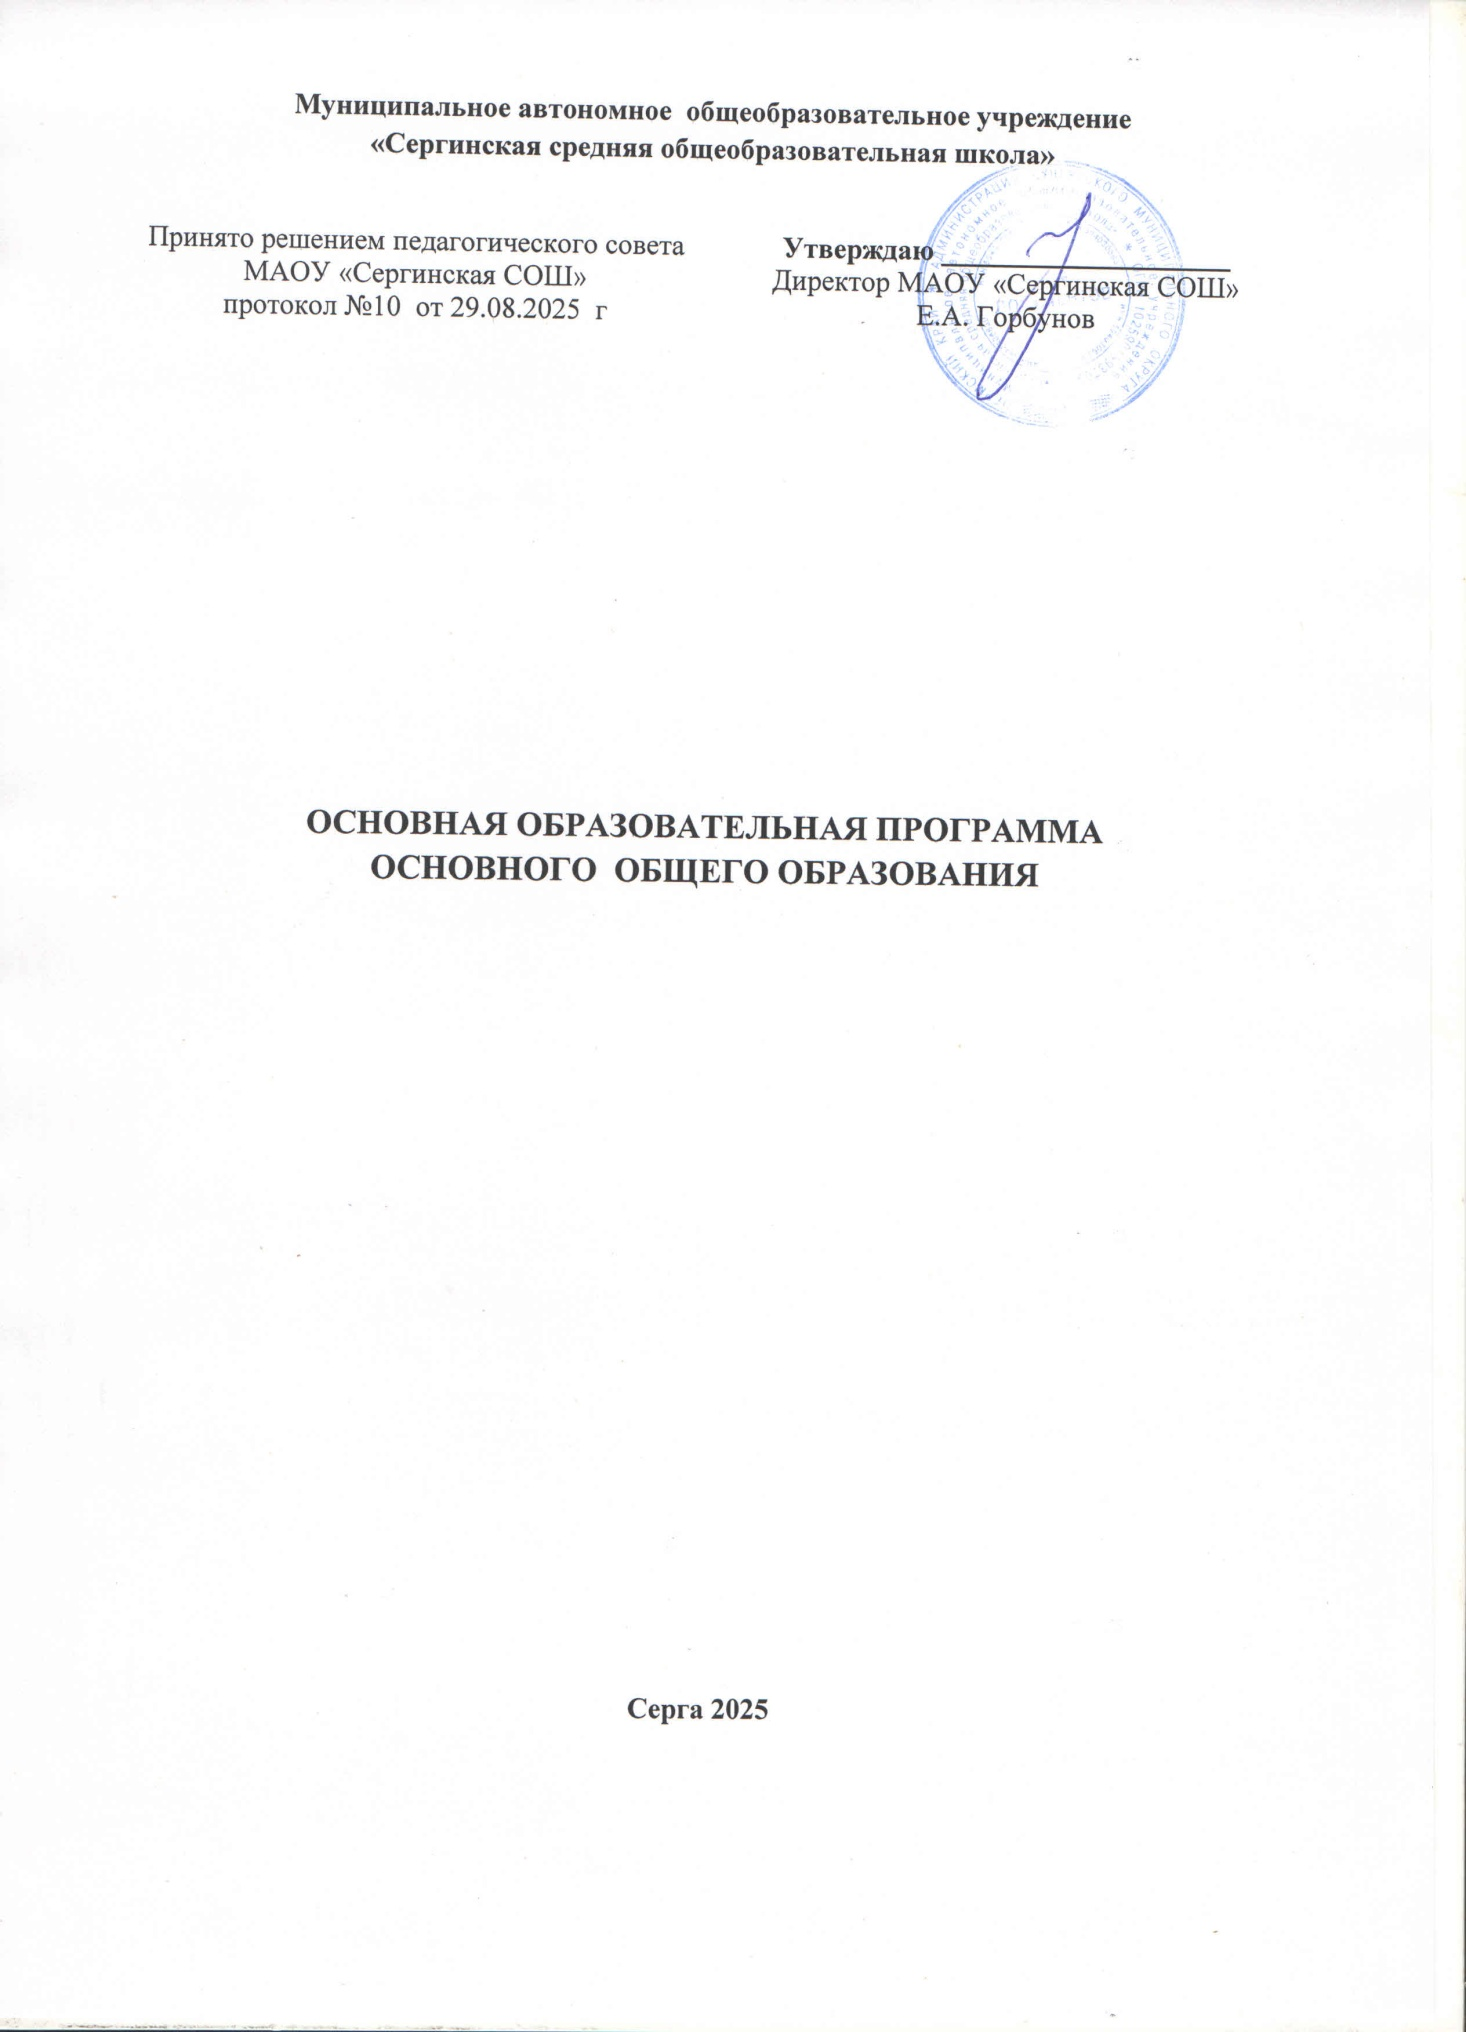 Муниципальное автономное общеобразовательное учреждение
«Сергинская средняя общеобразовательная школа»
Принято решением педагогического совета
МАОУ «Сергинская СОШ»
протокол №10 от 29.08.2025 г
Утверждаю
Директор МАОУ «Сергинская СОШ»
Е.А. Горбунов
ОСНОВНАЯ ОБРАЗОВАТЕЛЬНАЯ ПРОГРАММА
ОСНОВНОГО ОБЩЕГО ОБРАЗОВАНИЯ
Серга 2025